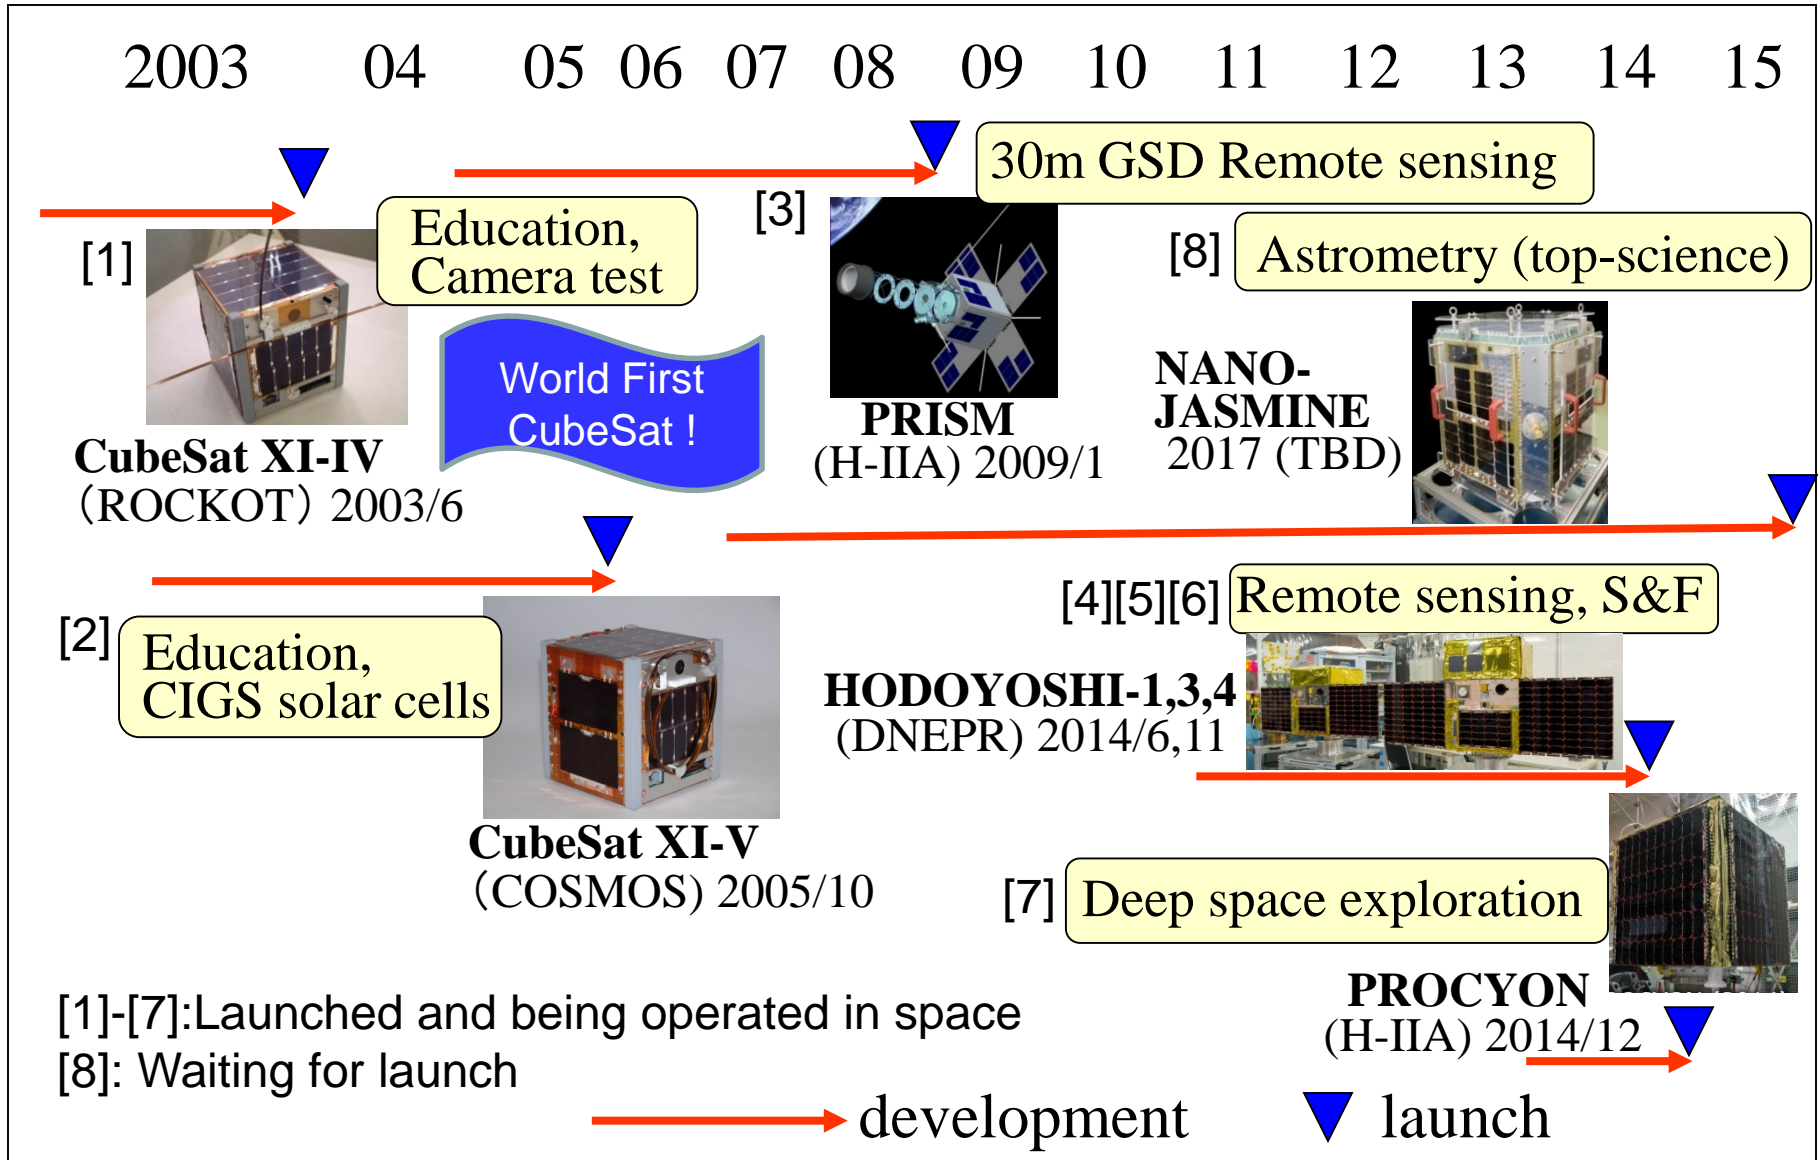 2003 04 05 06 07 08 09 10 11 12 13 14 15
30m GSD Remote sensing
[1]
Education,
Camera test
[3]
[8]
Astrometry (top-science)
World First
CubeSat !
CubeSat XI-IV
(ROCKOT) 2003/6
PRISM
(H-IIA) 2009/1
NANO-
JASMINE
2017 (TBD)
[2]
Education,
CIGS solar cells
[4][5][6]
Remote sensing, S&F
HODOYOSHI-1,3,4
(DNEPR) 2014/6,11
CubeSat XI-V
(COSMOS) 2005/10
[7]
Deep space exploration
PROCYON
(H-IIA) 2014/12
[1]-[7]:Launched and being operated in space
[8]: Waiting for launch
development
launch